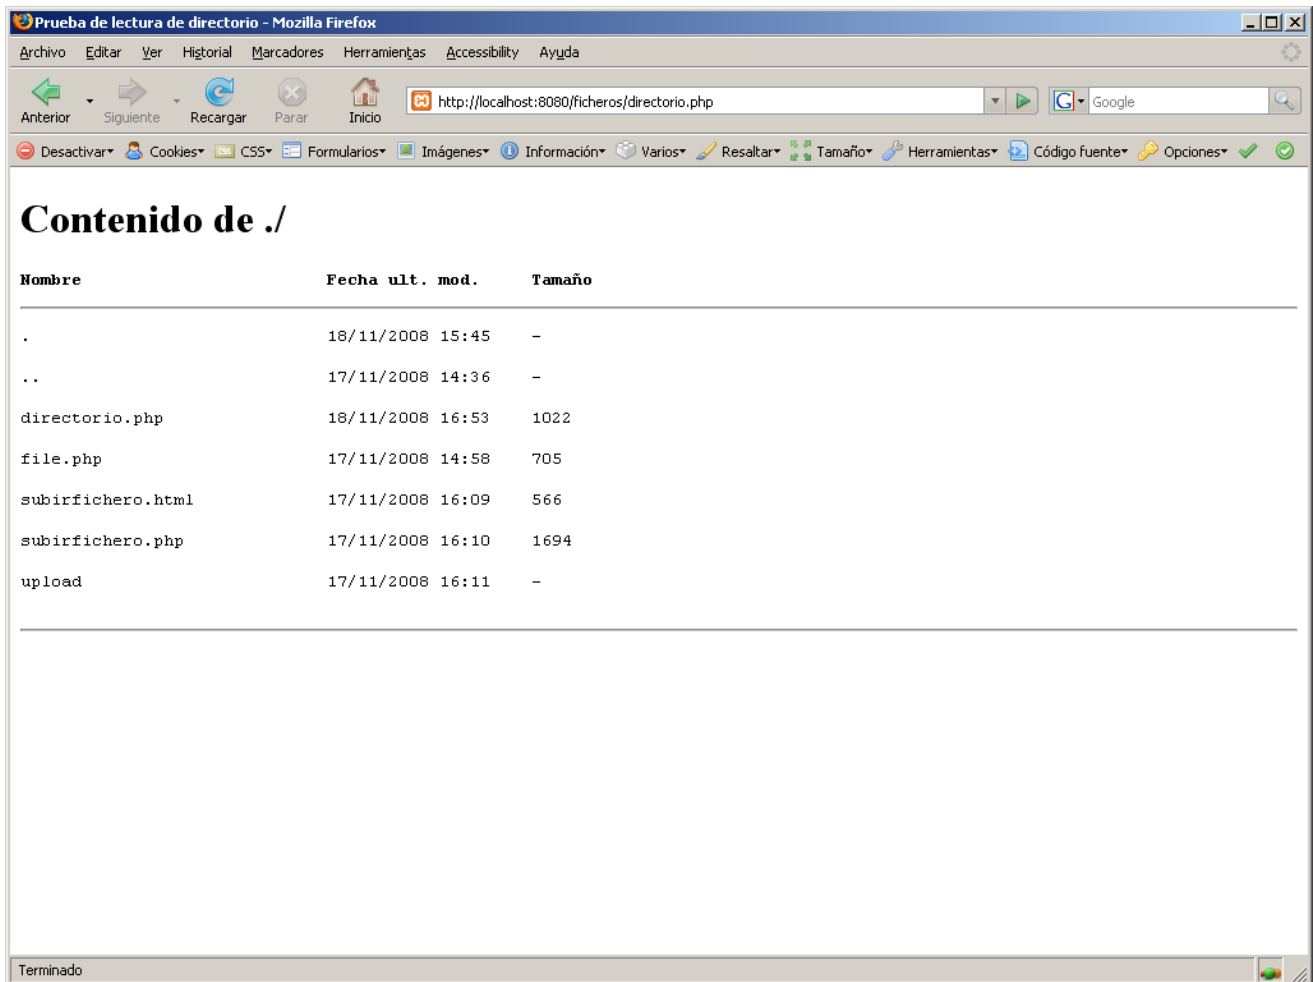 Prueba de lectura de directorio - Mozilla Firefox
Archivo Editar Ver Historial Marcadores Herramientas Accessibility Ayuda
http://localhost:8080/ficheros/directorio.php G Google
Anterior Siguiente Recargar Parar Inicio
Desactivar Cookies CSS CSS Formularios Imágenes Información Varios Resaltar Tamaño Herramientas Código fuente Opciones
Contenido de ./
Nombre Fecha ult. mod. Tamaño
. 18/11/2008 15:45 -
.. 17/11/2008 14:36 -
directorio.php 18/11/2008 16:53 1022
file.php 17/11/2008 14:58 705
subirfichero.html 17/11/2008 16:09 566
subirfichero.php 17/11/2008 16:10 1694
upload 17/11/2008 16:11 -
Terminado